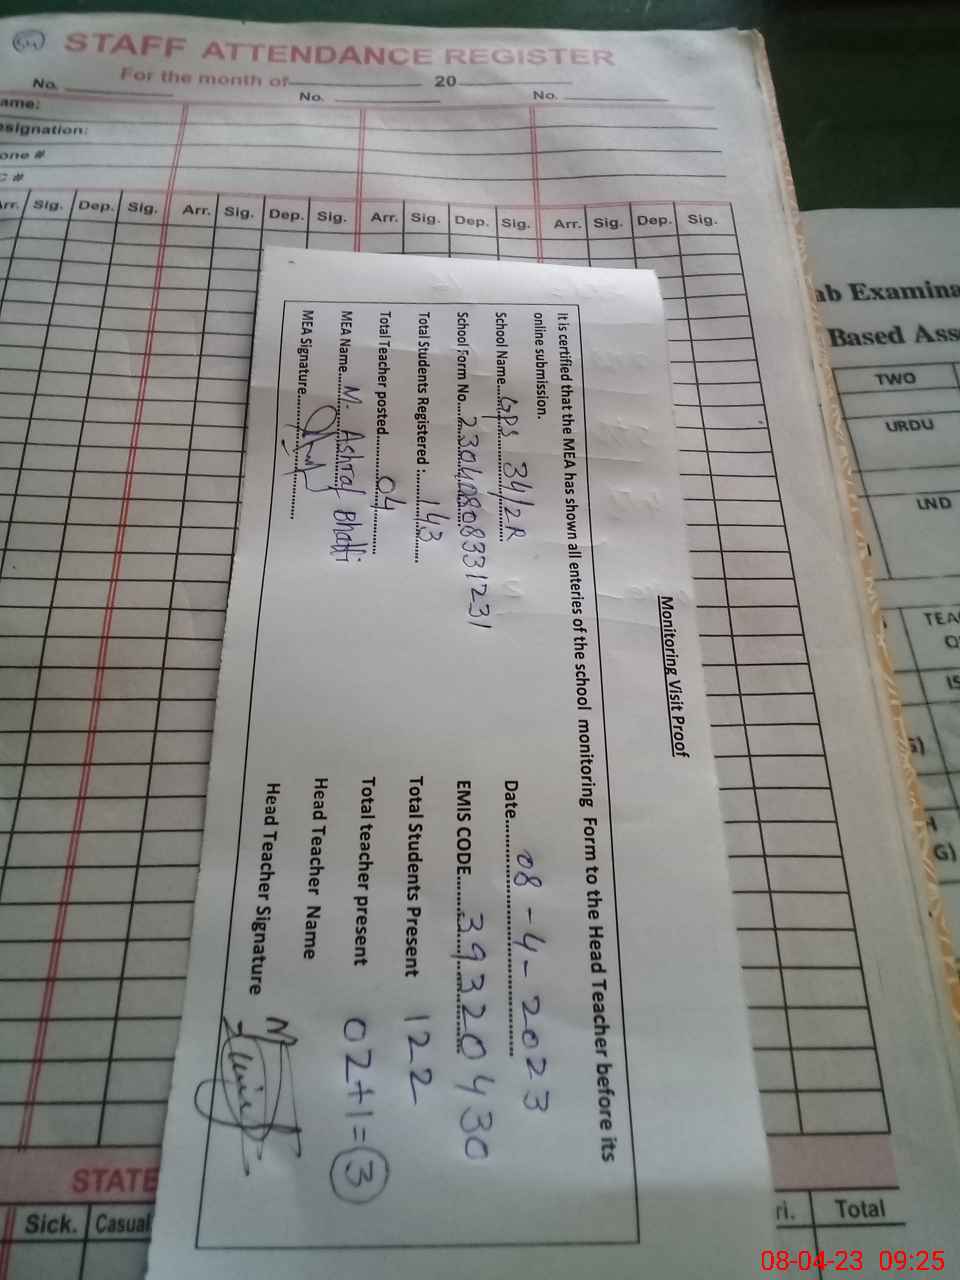 STAFF ATTENDANCE REGISTER
For the month of 20
No. No. No.
ame:
esignation:
one #
C #
Arr. Sig. Dep. Sig. Arr. Sig. Dep. Sig. Arr. Sig. Dep. Sig. Arr. Sig. Dep. Sig.
Monitoring Visit Proof
It is certified that the MEA has shown all enteries of the school monitoring Form to the Head Teacher before its
online submission.
School Name...GPS 34/2R Date...08-4-2023
School Form No...23040808331231 EMIS CODE...39320430
Total Students Registered:...143 Total Students Present 122
Total Teacher posted...04 Total teacher present 02+1=3
MEA Name...M. Ashraf Bhatti Head Teacher Name
MEA Signature... Head Teacher Signature
STATE
Sick. Casual ri. Total
ab Examina
Based Asse
TWO
URDU
LND
TEA
IS
G)
08-04-23 09:25